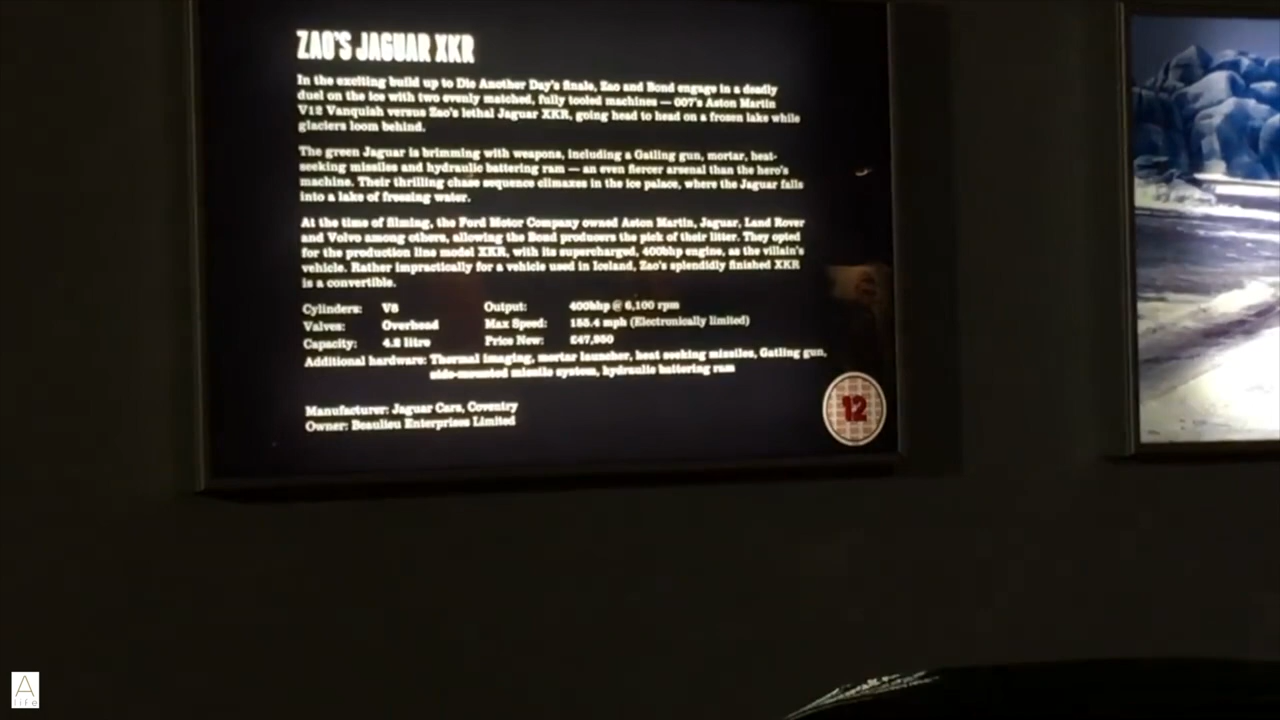 ZAO'S JAGUAR XKR
In the exciting build up to Die Another Day's finale, Zao and Bond engage in a deadly
duel on the ice with two evenly matched, fully tooled machines — 007's Aston Martin
V12 Vanquish versus Zao's lethal Jaguar XKR, going head to head on a frozen lake while
glaciers loom behind.
The green Jaguar is brimming with weapons, including a Gatling gun, mortar, heat-
seeking missiles and hydraulic battering ram — an even fiercer arsenal than the hero's
machine. Their thrilling chase sequence climaxes in the ice palace, where the Jaguar falls
into a lake of freezing water.
At the time of filming, the Ford Motor Company owned Aston Martin, Jaguar, Land Rover
and Volvo among others, allowing the Bond producers the pick of their litter. They opted
for the production line model XKR, with its supercharged, 400bhp engine, as the villain's
vehicle. Rather impractically for a vehicle used in Iceland, Zao's splendidly finished XKR
is a convertible.
Cylinders: V8 Output: 400bhp @ 6,100 rpm
Valves: Overhead Max Speed: 155.4 mph (Electronically limited)
Capacity: 4.2 litre Price New: £47,950
Additional hardware: Thermal imaging, mortar launcher, heat seeking missiles, Gatling gun,
side-mounted missile system, hydraulic battering ram
Manufacturer: Jaguar Cars, Coventry
Owner: Beaulieu Enterprises Limited
12
A
life